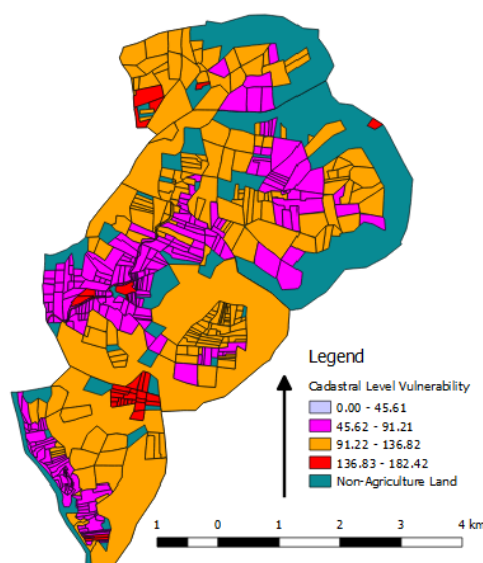 Legend
Cadastral Level Vulnerability
0.00 - 45.61
45.62 - 91.21
91.22 - 136.82
136.83 - 182.42
Non-Agriculture Land
1 0 1 2 3 4 km